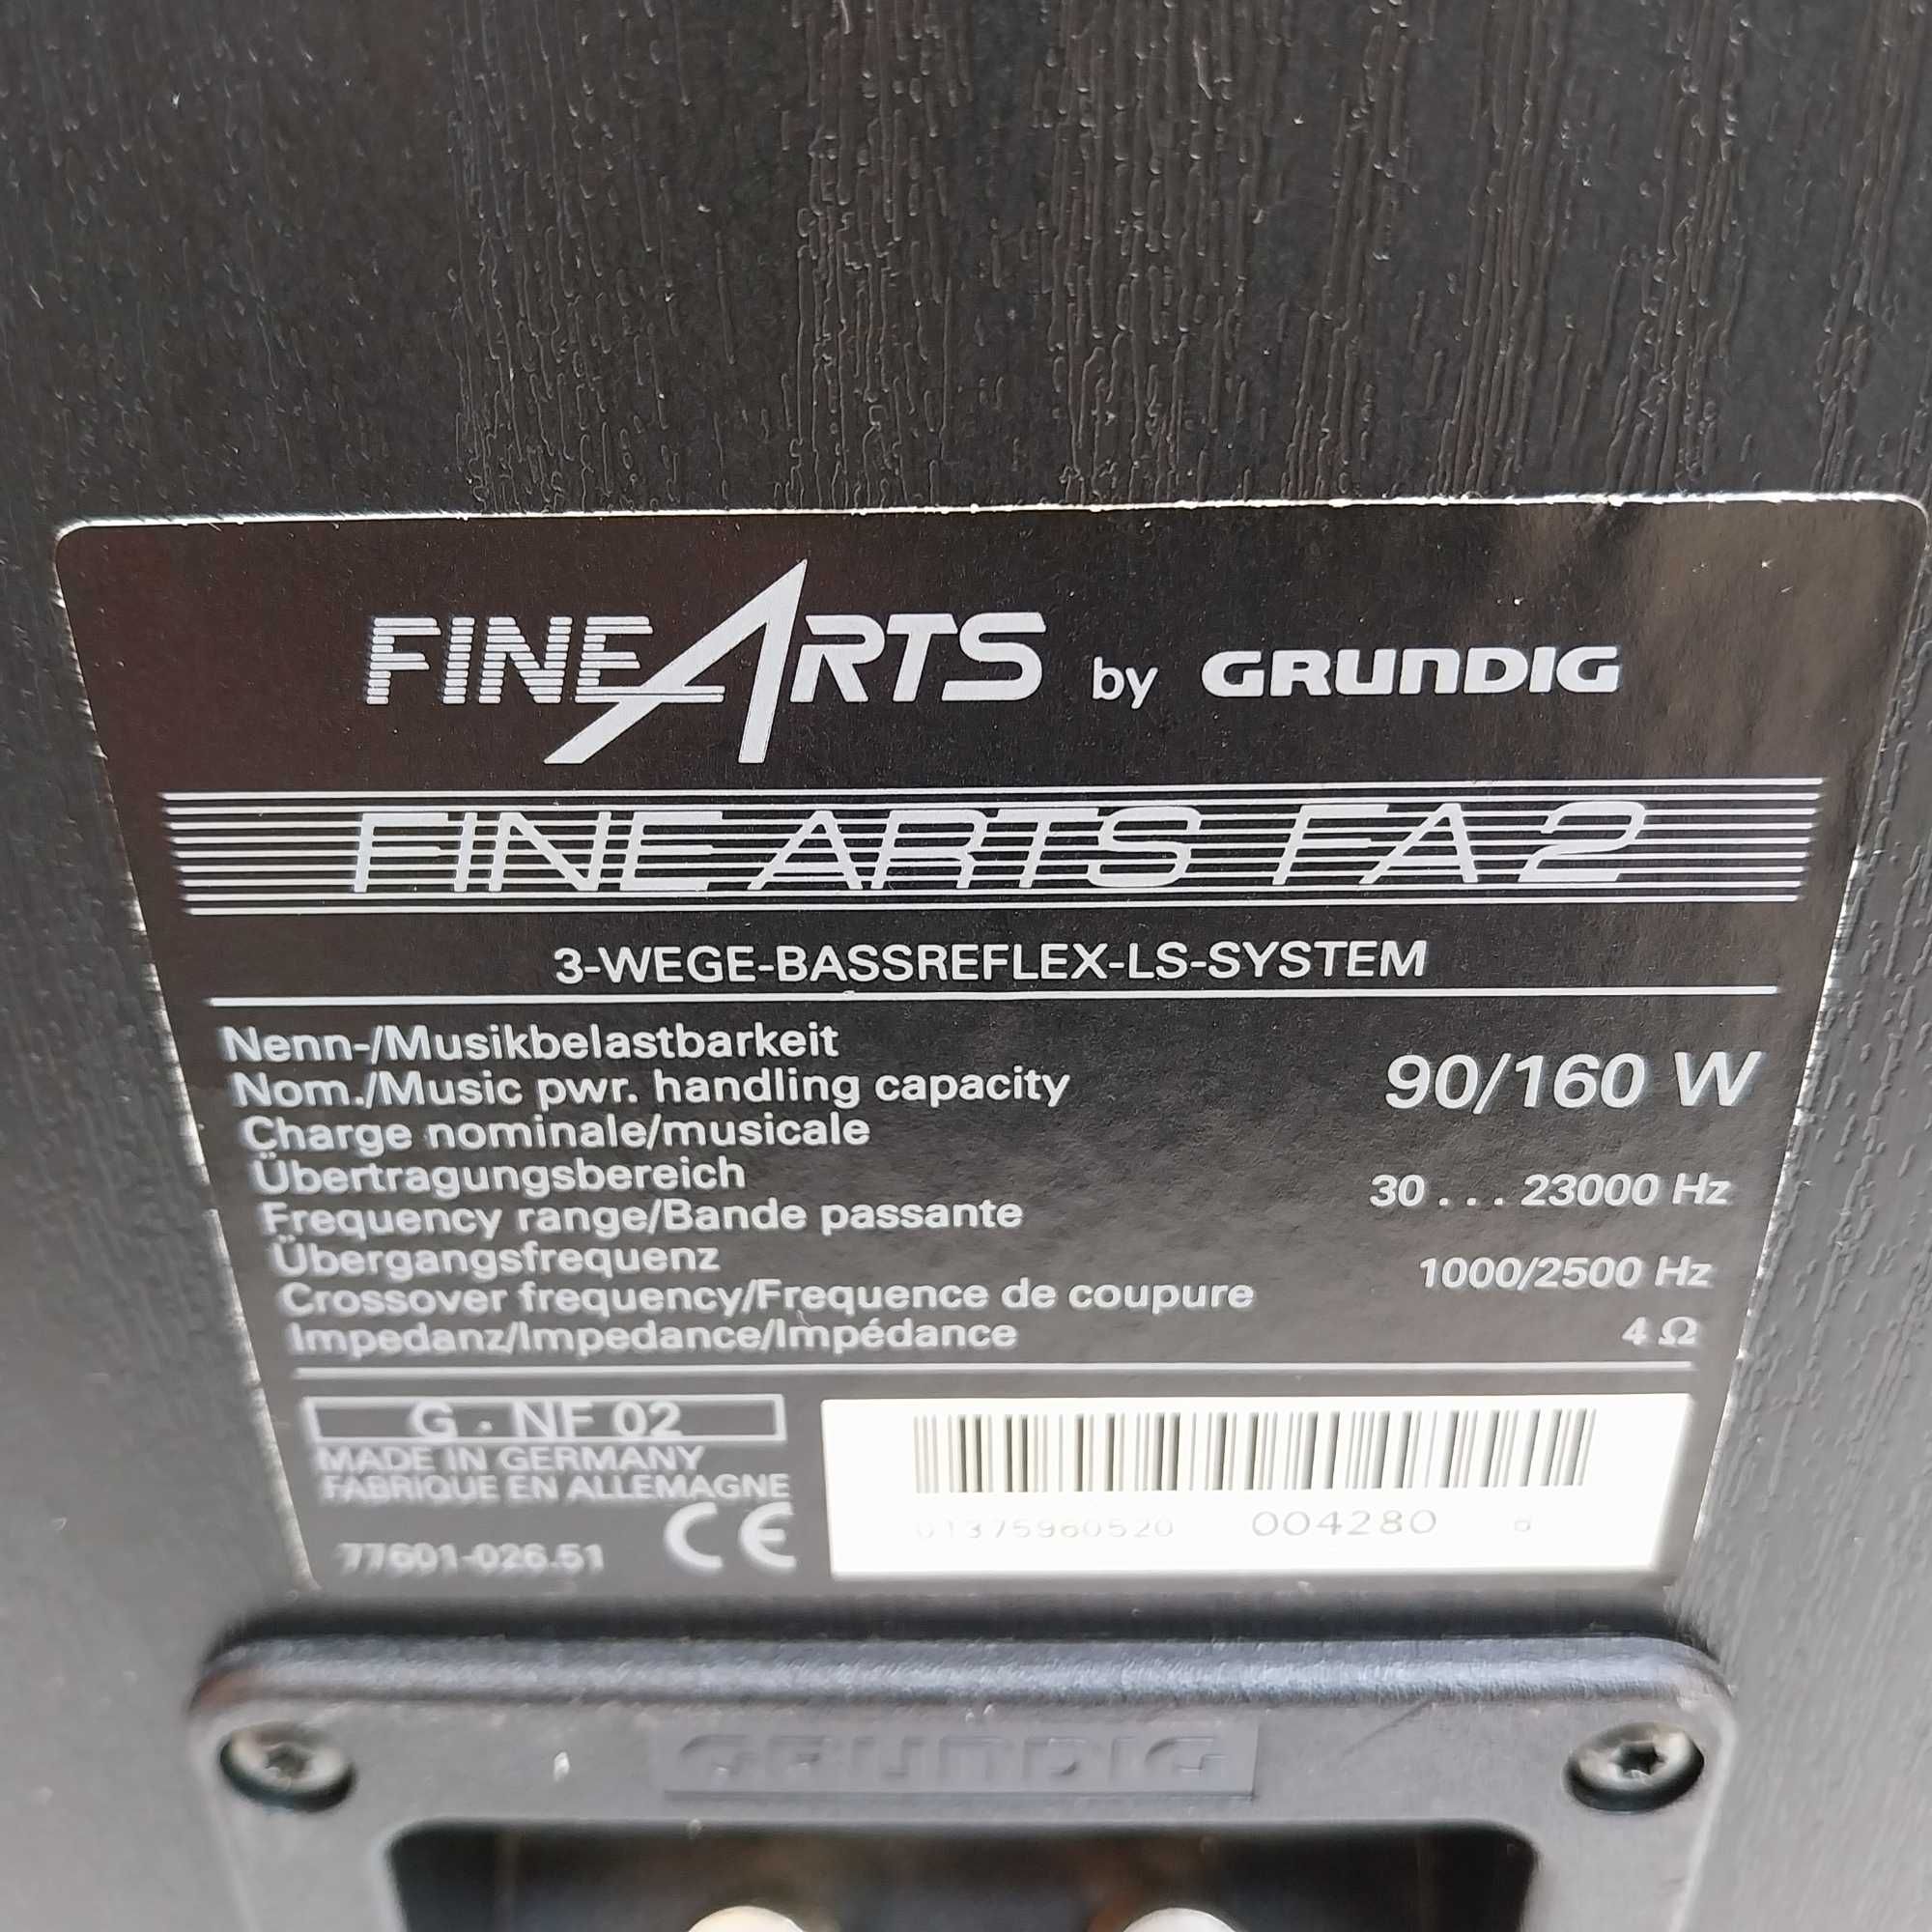 FINE ARTS by GRUNDIG
FINE ARTS FA 2
3-WEGE-BASSREFLEX-LS-SYSTEM
Nenn-/Musikbelastbarkeit
Nom./Music pwr. handling capacity 90/160 W
Charge nominale/musicale
Übertragungsbereich
Frequency range/Bande passante 30 . . . 23000 Hz
Übergangsfrequenz
Crossover frequency/Frequence de coupure 1000/2500 Hz
Impedanz/Impedance/Impédance 4 Ω
G · NF 02
MADE IN GERMANY
FABRIQUE EN ALLEMAGNE
CE
77601-026.51
01375960520 004280
GRUNDIG